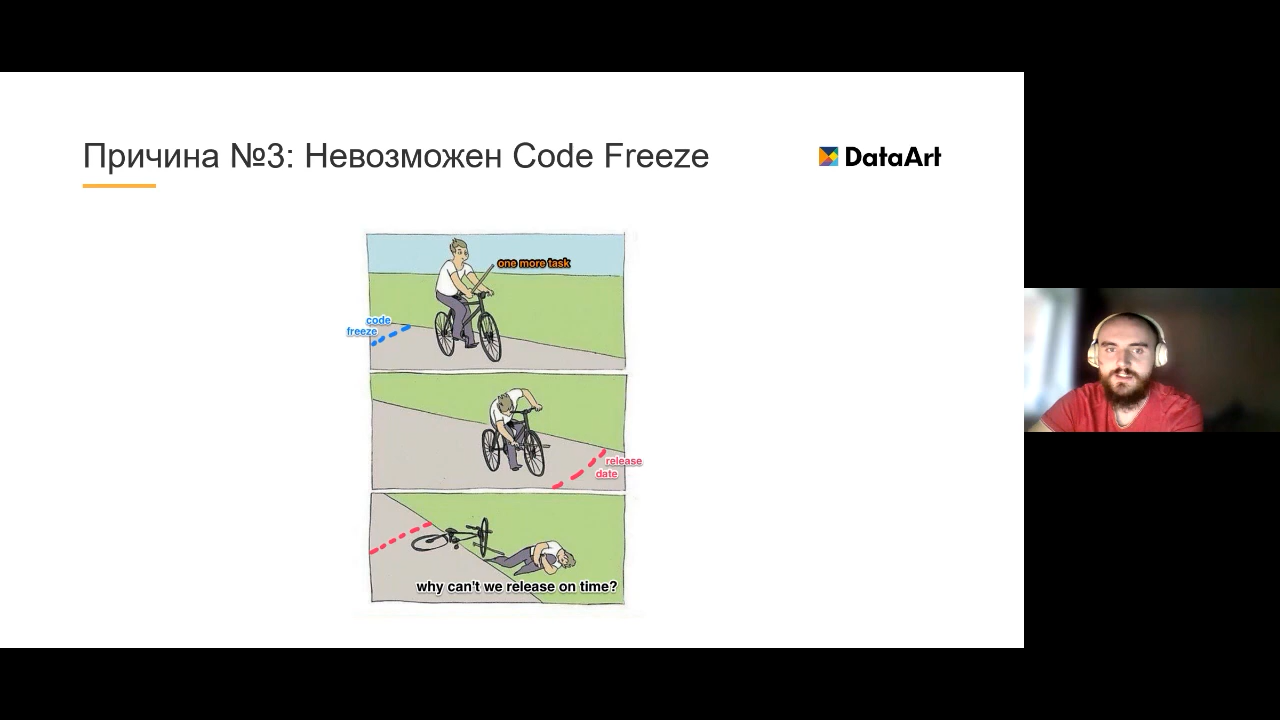 Причина №3: Невозможен Code Freeze
DataArt
one more task
code
freeze
release
date
why can't we release on time?